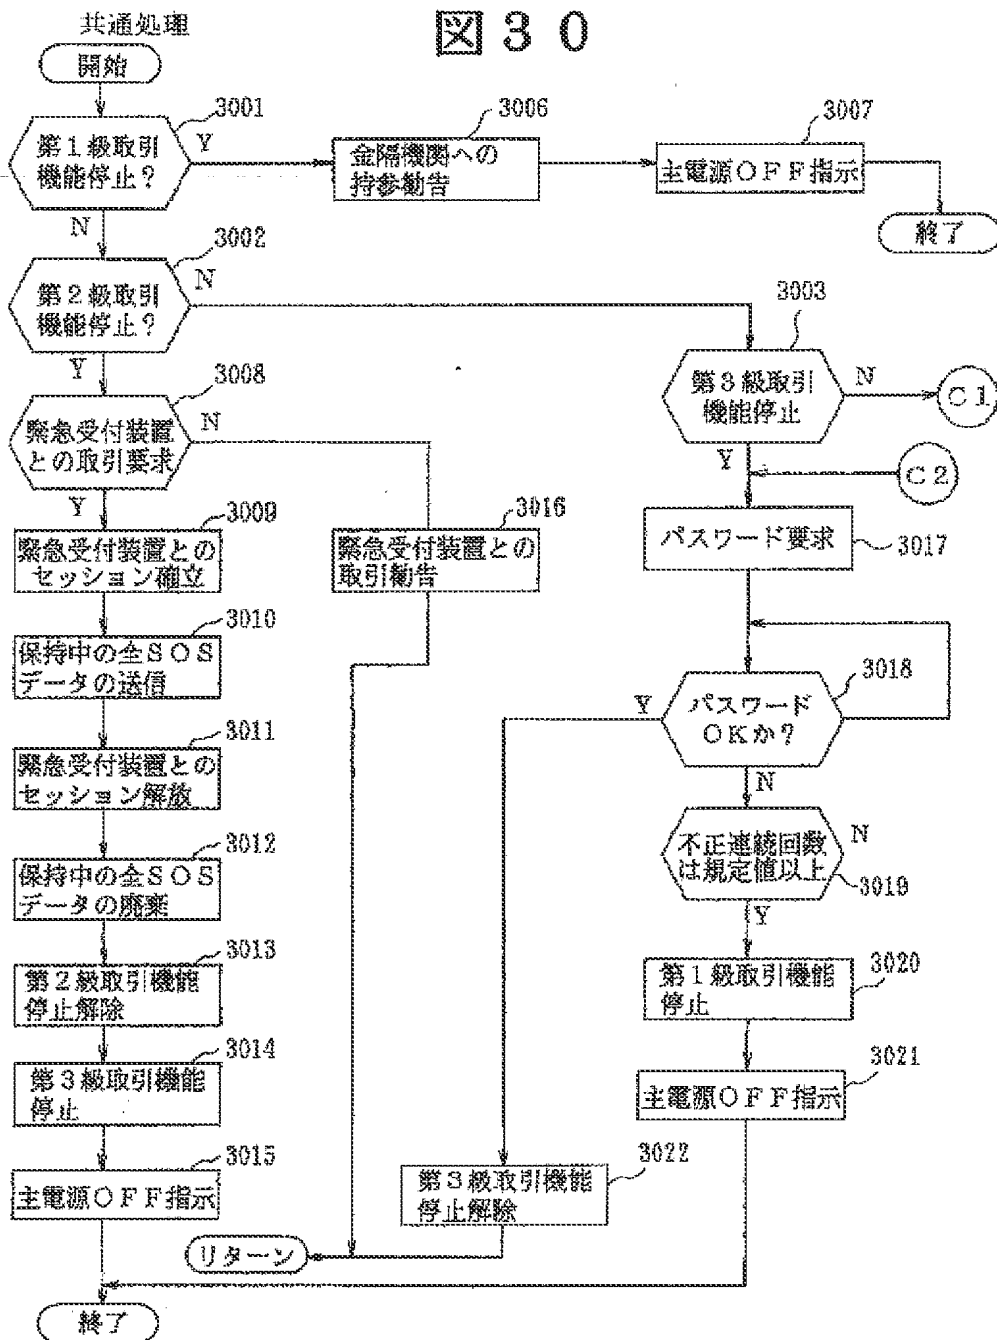 共通処理
図30
開始
3001
第1級取引
機能停止?
Y
N
3006
金隔機関への
持参勧告
3007
主電源OFF指示
終了
3002
第2級取引
機能停止?
N
Y
3003
第3級取引
機能停止
N
C1
Y
C2
3008
緊急受付装置
との取引要求
N
Y
3009
緊急受付装置との
セッション確立
3016
緊急受付装置との
取引勧告
パスワード要求
3017
3010
保持中の全SOS
データの送信
3018
パスワード
OKか?
Y
N
3011
緊急受付装置との
セッション解放
3012
保持中の全SOS
データの廃棄
不正連続回数
は規定値以上
N
3019
Y
3013
第2級取引機能
停止解除
3020
第1級取引機能
停止
3014
第3級取引機能
停止
3021
主電源OFF指示
3015
主電源OFF指示
3022
第3級取引機能
停止解除
リターン
終了